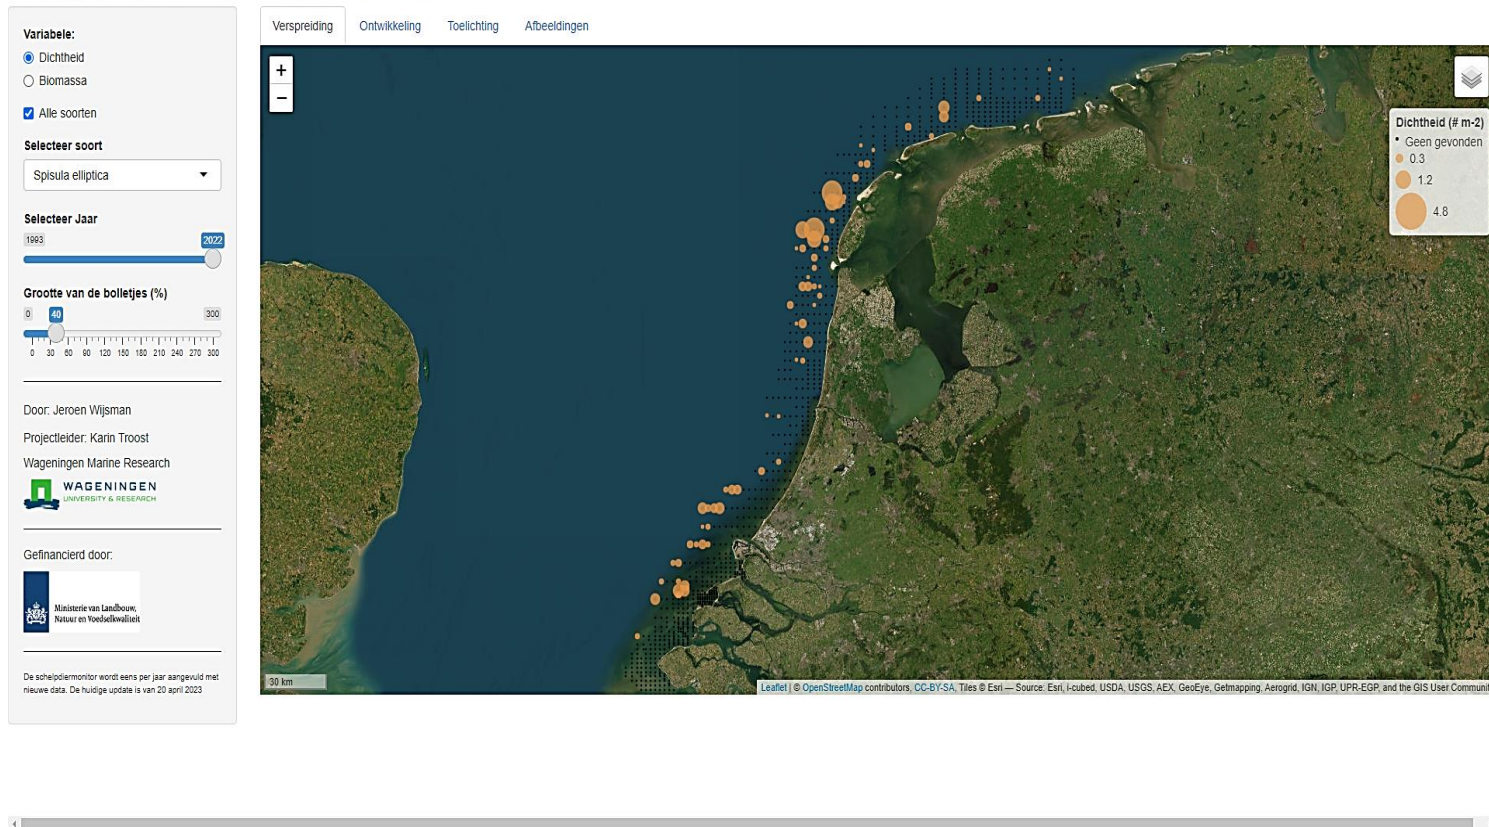 Variabele:
Dichtheid
Biomassa
Alle soorten
Selecteer soort
Spisula elliptica
Selecteer Jaar
1993
2022
Grootte van de bolletjes (%)
0
40
300
0 30 60 90 120 150 180 210 240 270 300
Door: Jeroen Wijsman
Projectleider: Karin Troost
Wageningen Marine Research
WAGENINGEN
UNIVERSITY & RESEARCH
Gefinancierd door:
Ministerie van Landbouw,
Natuur en Voedselkwaliteit
De schelpdiermonitor wordt eens per jaar aangevuld met
nieuwe data. De huidige update is van 20 april 2023
Verspreiding Ontwikkeling Toelichting Afbeeldingen
+
−
Dichtheid (# m-2)
Geen gevonden
0.3
1.2
4.8
30 km
Leaflet | © OpenStreetMap contributors, CC-BY-SA, Tiles © Esri — Source: Esri, i-cubed, USDA, USGS, AEX, GeoEye, Getmapping, Aerogrid, IGN, IGP, UPR-EGP, and the GIS User Communit